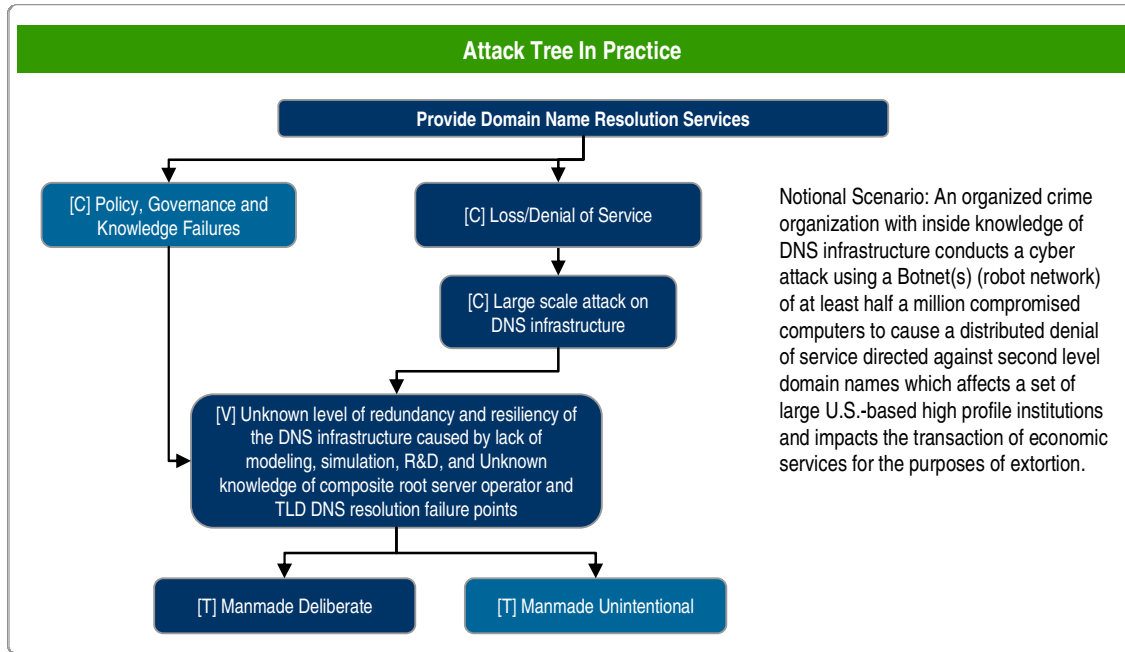 Attack Tree In Practice
Provide Domain Name Resolution Services
[C] Policy, Governance and
Knowledge Failures
[C] Loss/Denial of Service
[C] Large scale attack on
DNS infrastructure
[V] Unknown level of redundancy and resiliency of
the DNS infrastructure caused by lack of
modeling, simulation, R&D, and Unknown
knowledge of composite root server operator and
TLD DNS resolution failure points
[T] Manmade Deliberate
[T] Manmade Unintentional
Notional Scenario: An organized crime
organization with inside knowledge of
DNS infrastructure conducts a cyber
attack using a Botnet(s) (robot network)
of at least half a million compromised
computers to cause a distributed denial
of service directed against second level
domain names which affects a set of
large U.S.-based high profile institutions
and impacts the transaction of economic
services for the purposes of extortion.